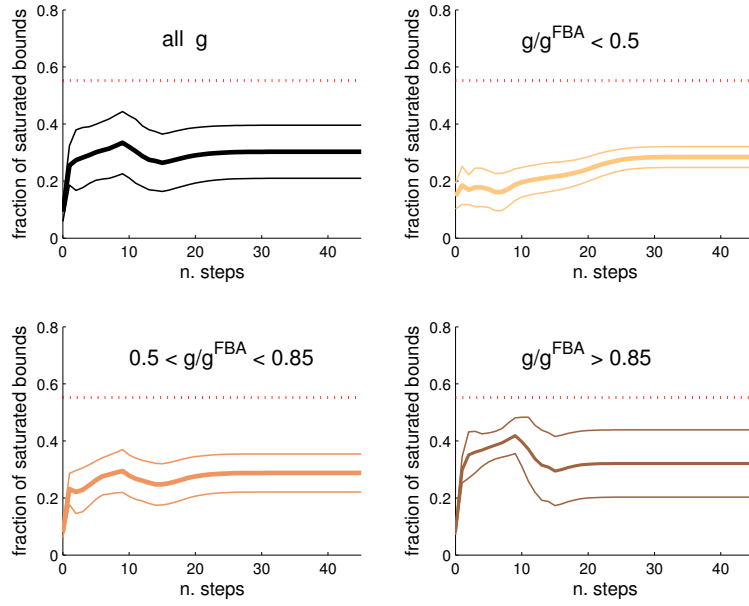 all g
fraction of saturated bounds
0.8
0.6
0.4
0.2
0
0 10 20 30 40
n. steps
g/g^FBA < 0.5
fraction of saturated bounds
0.8
0.6
0.4
0.2
0
0 10 20 30 40
n. steps
0.5 < g/g^FBA < 0.85
fraction of saturated bounds
0.8
0.6
0.4
0.2
0
0 10 20 30 40
n. steps
g/g^FBA > 0.85
fraction of saturated bounds
0.8
0.6
0.4
0.2
0
0 10 20 30 40
n. steps